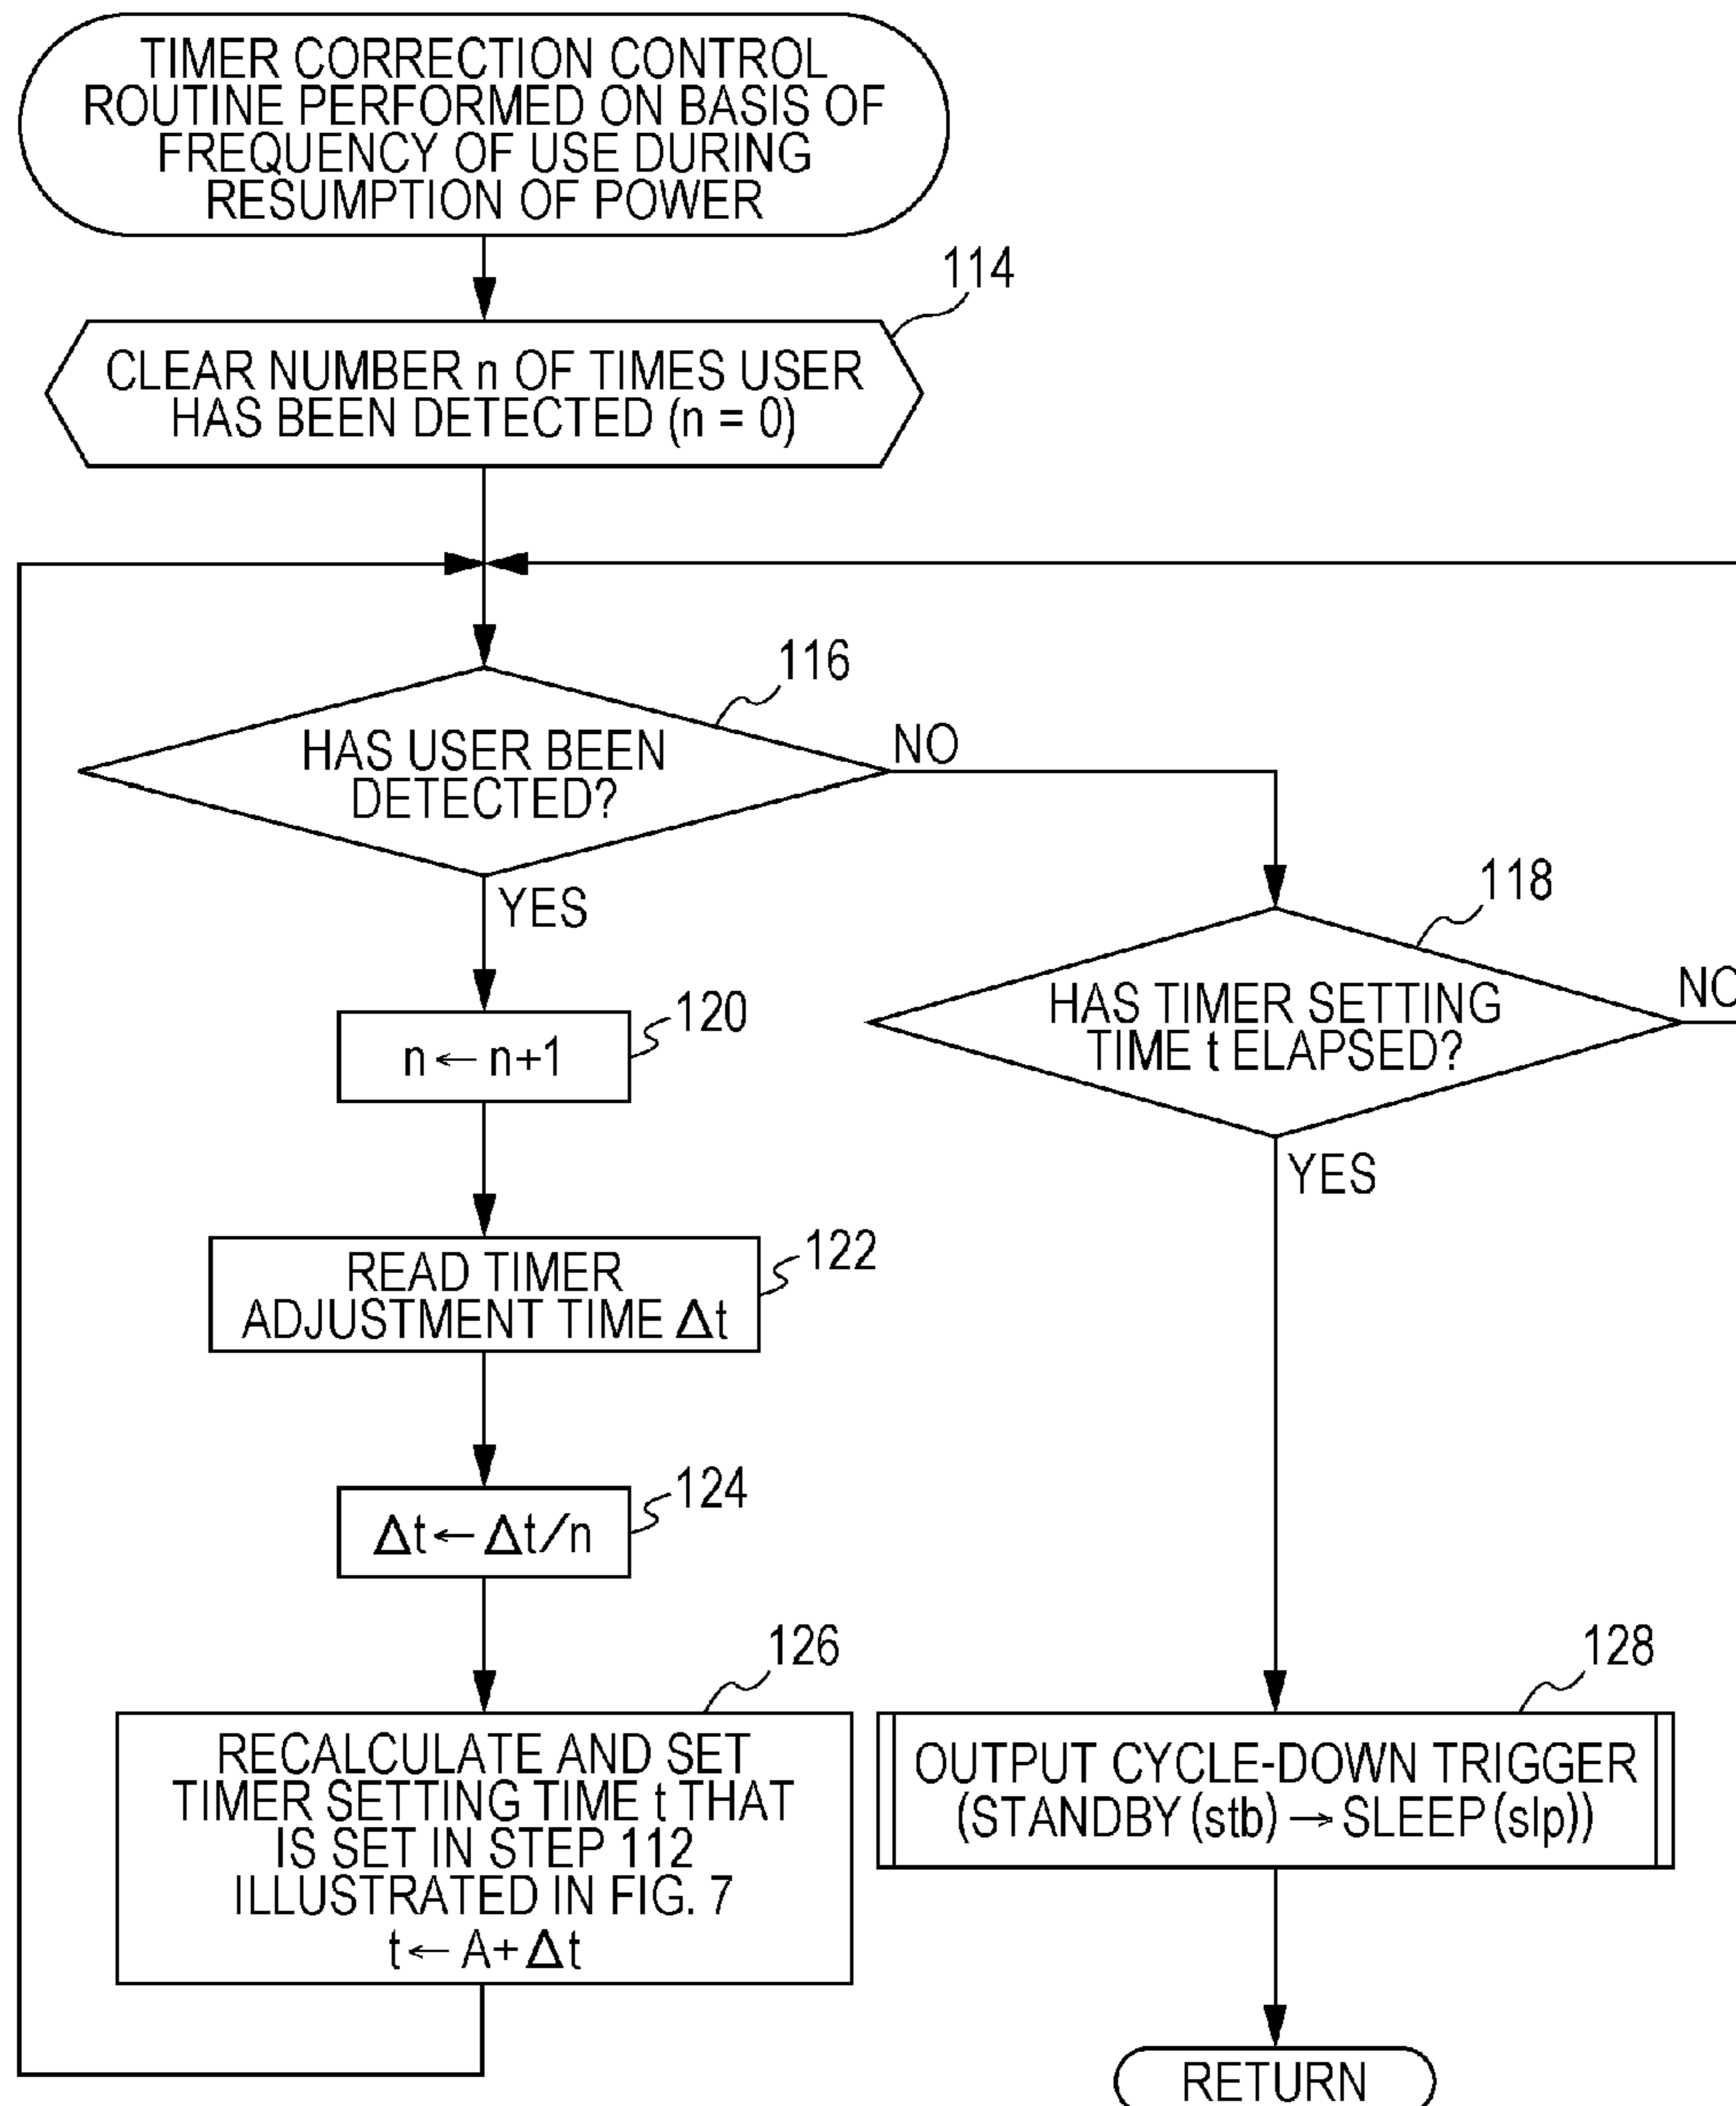 TIMER CORRECTION CONTROL
ROUTINE PERFORMED ON BASIS OF
FREQUENCY OF USE DURING
RESUMPTION OF POWER
114
CLEAR NUMBER n OF TIMES USER
HAS BEEN DETECTED (n = 0)
116
HAS USER BEEN
DETECTED?
NO
YES
118
HAS TIMER SETTING
TIME t ELAPSED?
NO
YES
120
n ← n+1
122
READ TIMER
ADJUSTMENT TIME Δt
124
Δt ← Δt/n
126
RECALCULATE AND SET
TIMER SETTING TIME t THAT
IS SET IN STEP 112
ILLUSTRATED IN FIG. 7
t ← A+Δt
128
OUTPUT CYCLE-DOWN TRIGGER
(STANDBY (stb) → SLEEP (slp))
RETURN